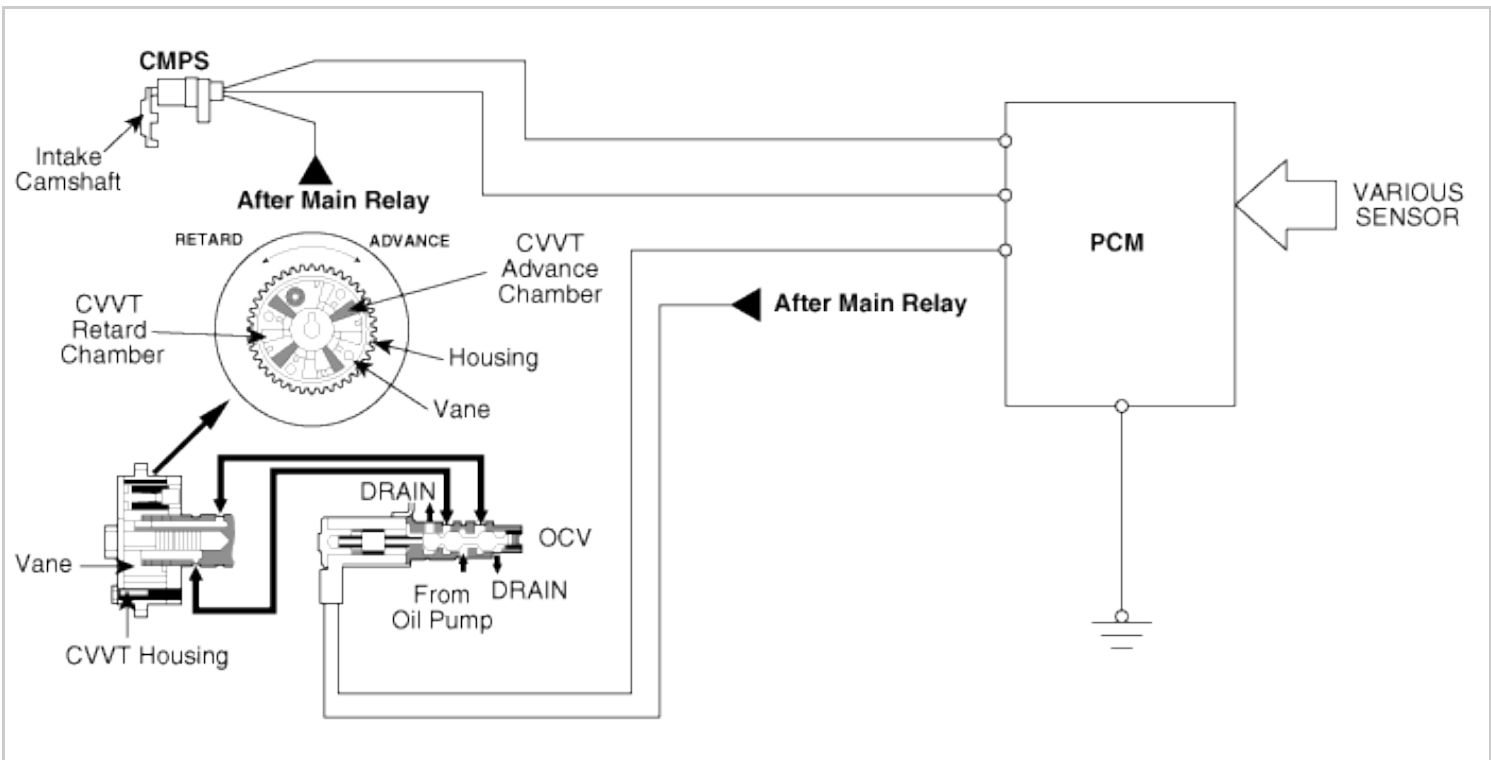 CMPS
Intake
Camshaft
After Main Relay
RETARD
ADVANCE
CVVT
Advance
Chamber
CVVT
Retard
Chamber
Housing
Vane
After Main Relay
PCM
VARIOUS
SENSOR
DRAIN
OCV
Vane
From
Oil Pump
DRAIN
CVVT Housing